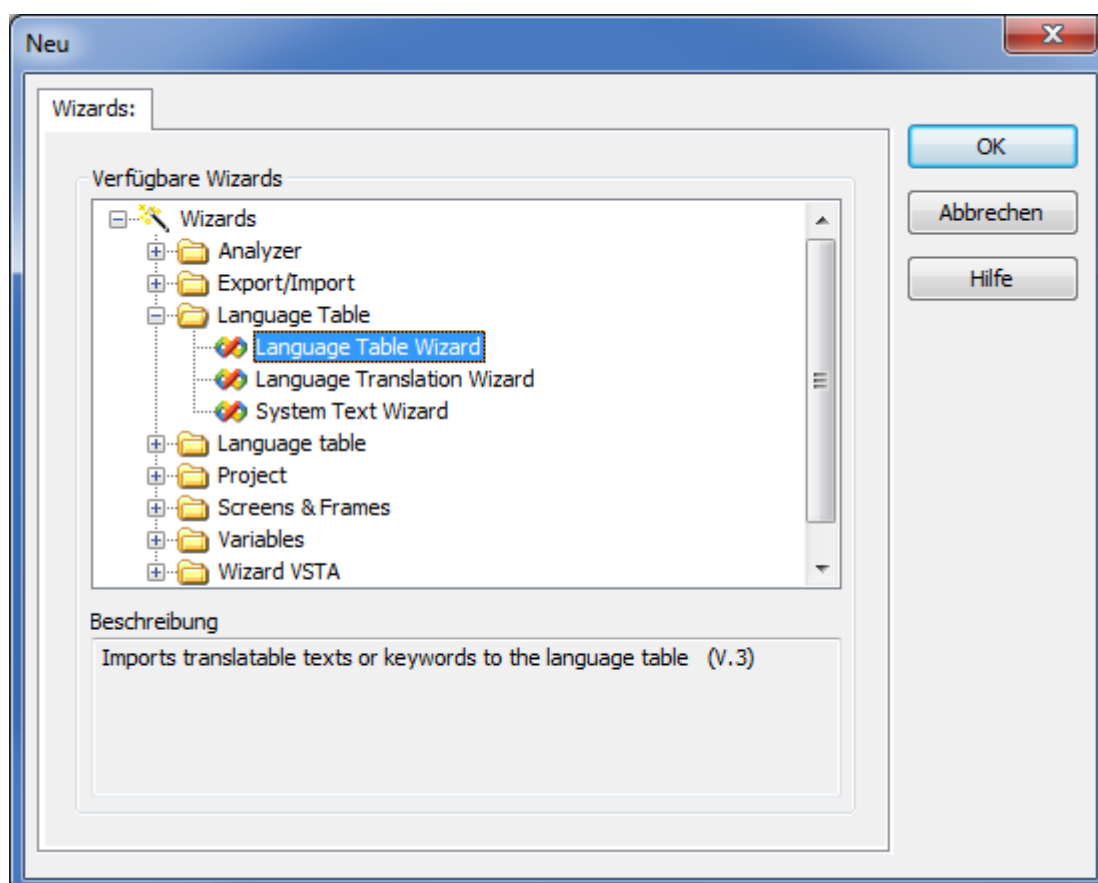 Neu
Wizards:
OK
Verfügbare Wizards
Wizards
Abbrechen
Analyzer
Export/Import
Hilfe
Language Table
Language Table Wizard
Language Translation Wizard
System Text Wizard
Language table
Project
Screens & Frames
Variables
Wizard VSTA
Beschreibung
Imports translatable texts or keywords to the language table (V.3)